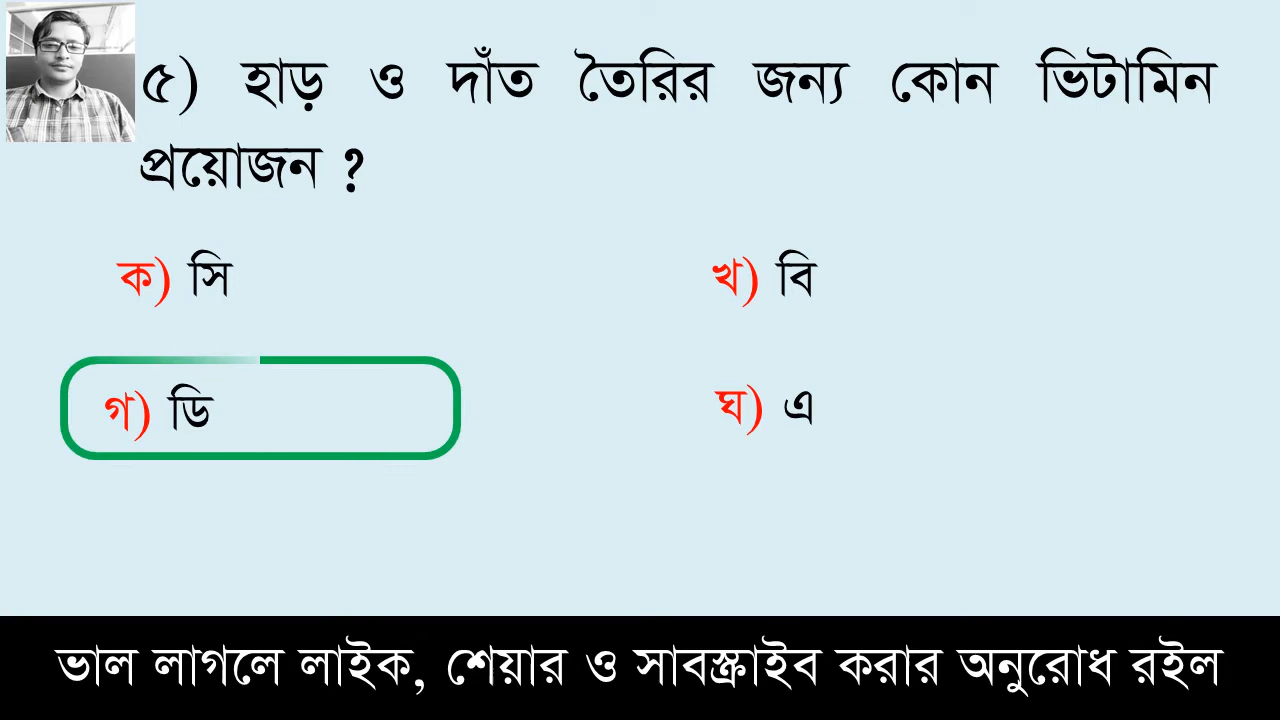 ৫) হাড় ও দাঁত তৈরির জন্য কোন ভিটামিন
প্রয়োজন ?
ক) সি
খ) বি
গ) ডি
ঘ) এ
ভাল লাগলে লাইক, শেয়ার ও সাবস্ক্রাইব করার অনুরোধ রইল